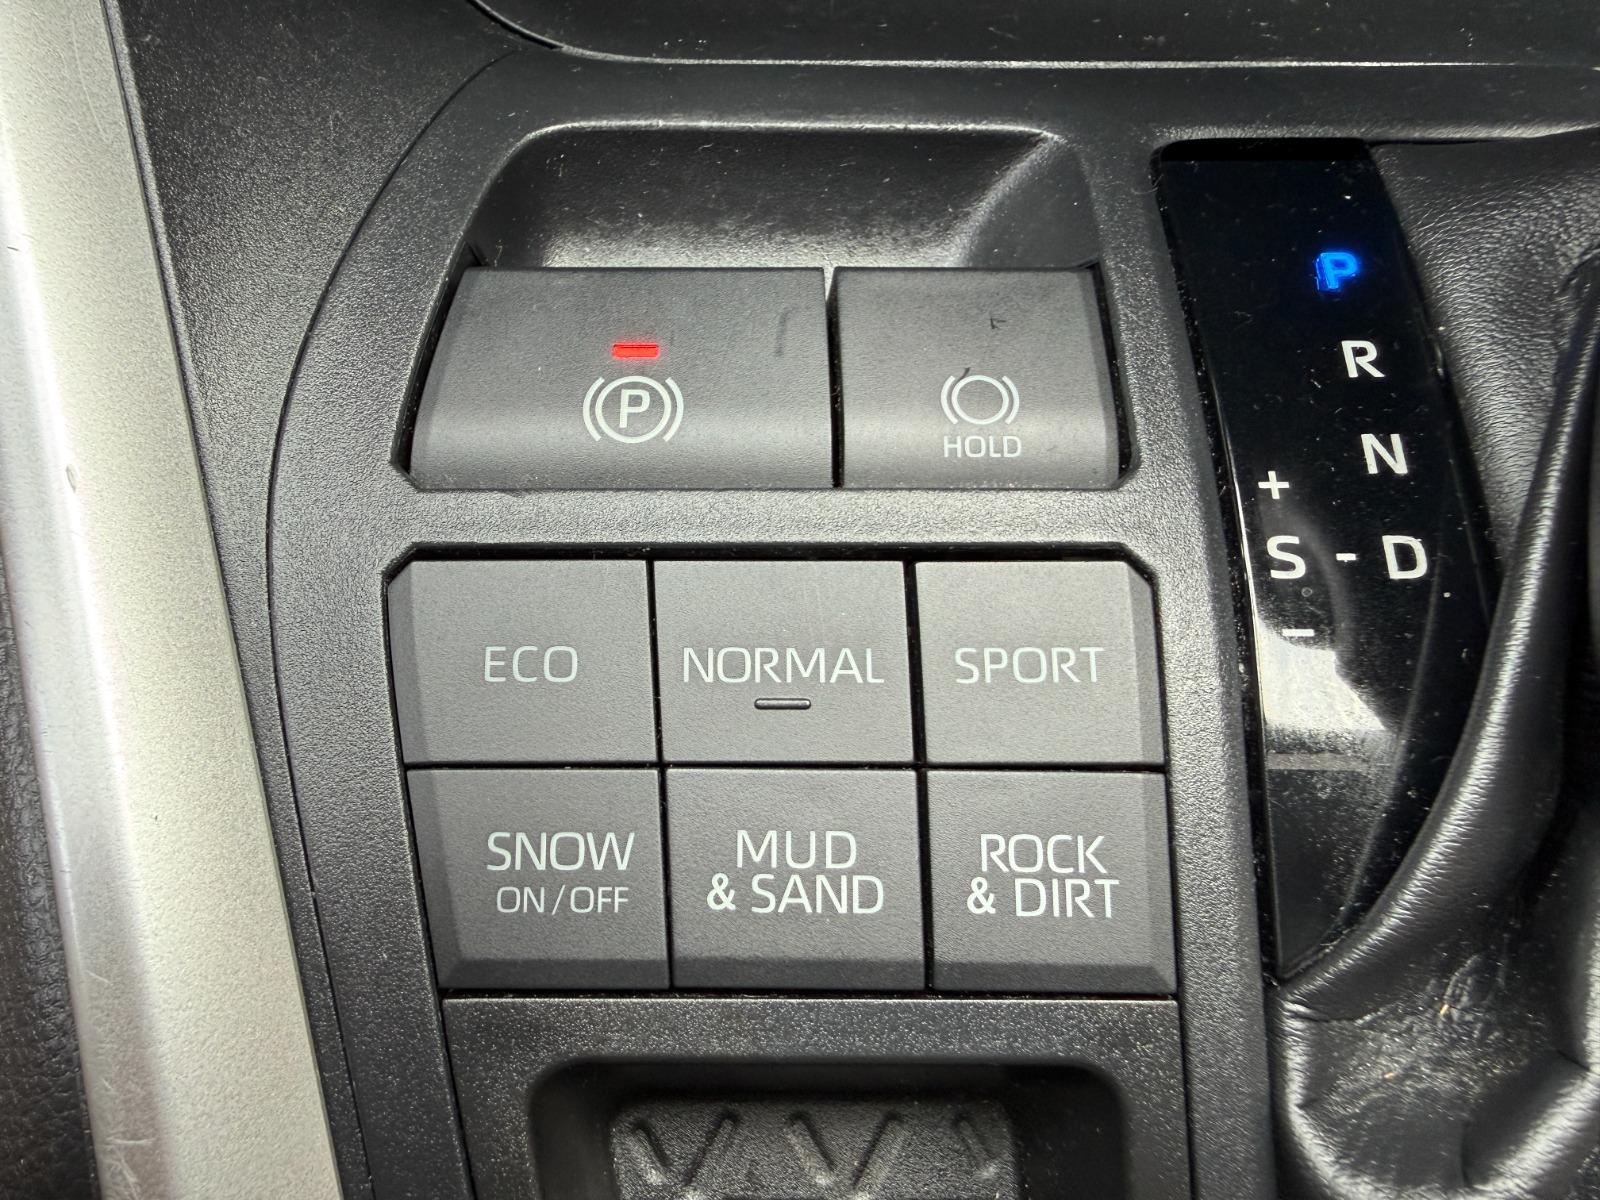 P
HOLD
ECO
NORMAL
SPORT
SNOW
ON/OFF
MUD
& SAND
ROCK
& DIRT
P
R
N
+
S - D
−